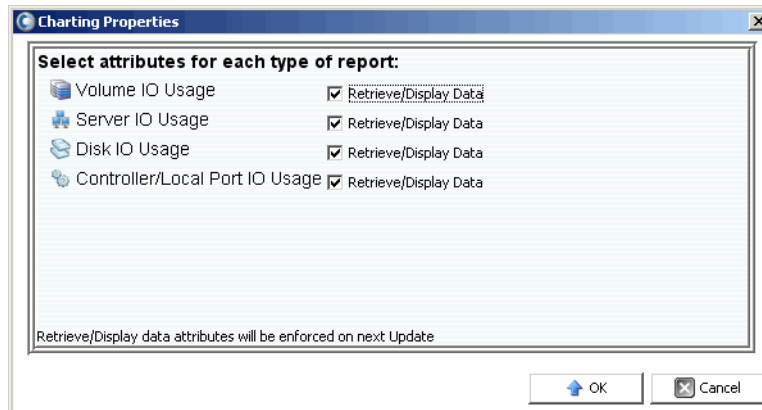 Charting Properties
Select attributes for each type of report:
Volume IO Usage Retrieve/Display Data
Server IO Usage Retrieve/Display Data
Disk IO Usage Retrieve/Display Data
Controller/Local Port IO Usage Retrieve/Display Data
Retrieve/Display data attributes will be enforced on next Update
OK Cancel